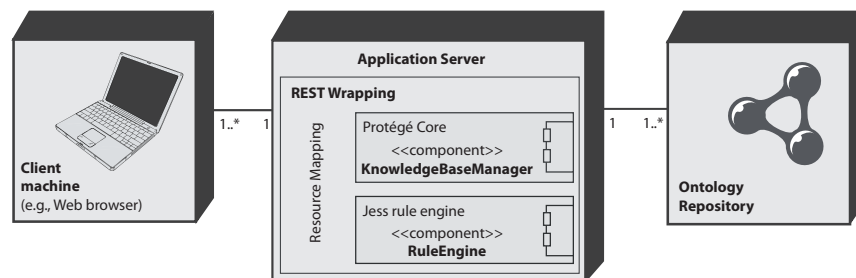 Client
machine
(e.g., Web browser)
1..*
1
Application Server
REST Wrapping
Resource Mapping
Protégé Core
<<component>>
KnowledgeBaseManager
Jess rule engine
<<component>>
RuleEngine
1
1..*
Ontology
Repository